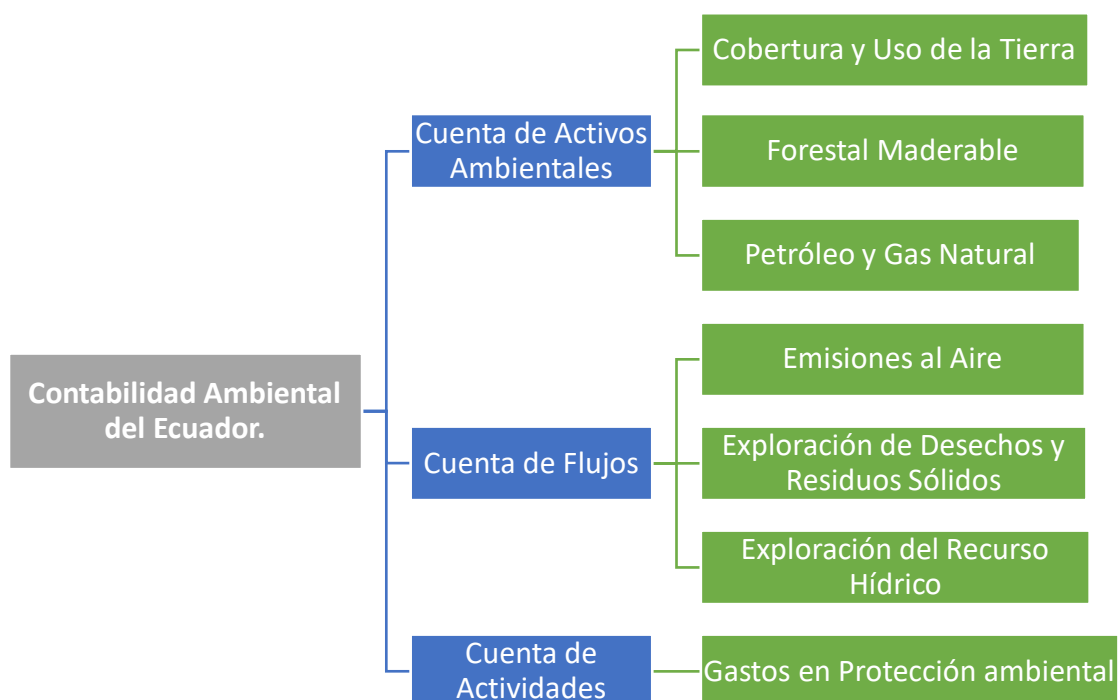 Contabilidad Ambiental
del Ecuador.
Cuenta de Activos
Ambientales
Cobertura y Uso de la Tierra
Forestal Maderable
Petróleo y Gas Natural
Cuenta de Flujos
Emisiones al Aire
Exploración de Desechos y
Residuos Sólidos
Exploración del Recurso
Hídrico
Cuenta de
Actividades
Gastos en Protección ambiental